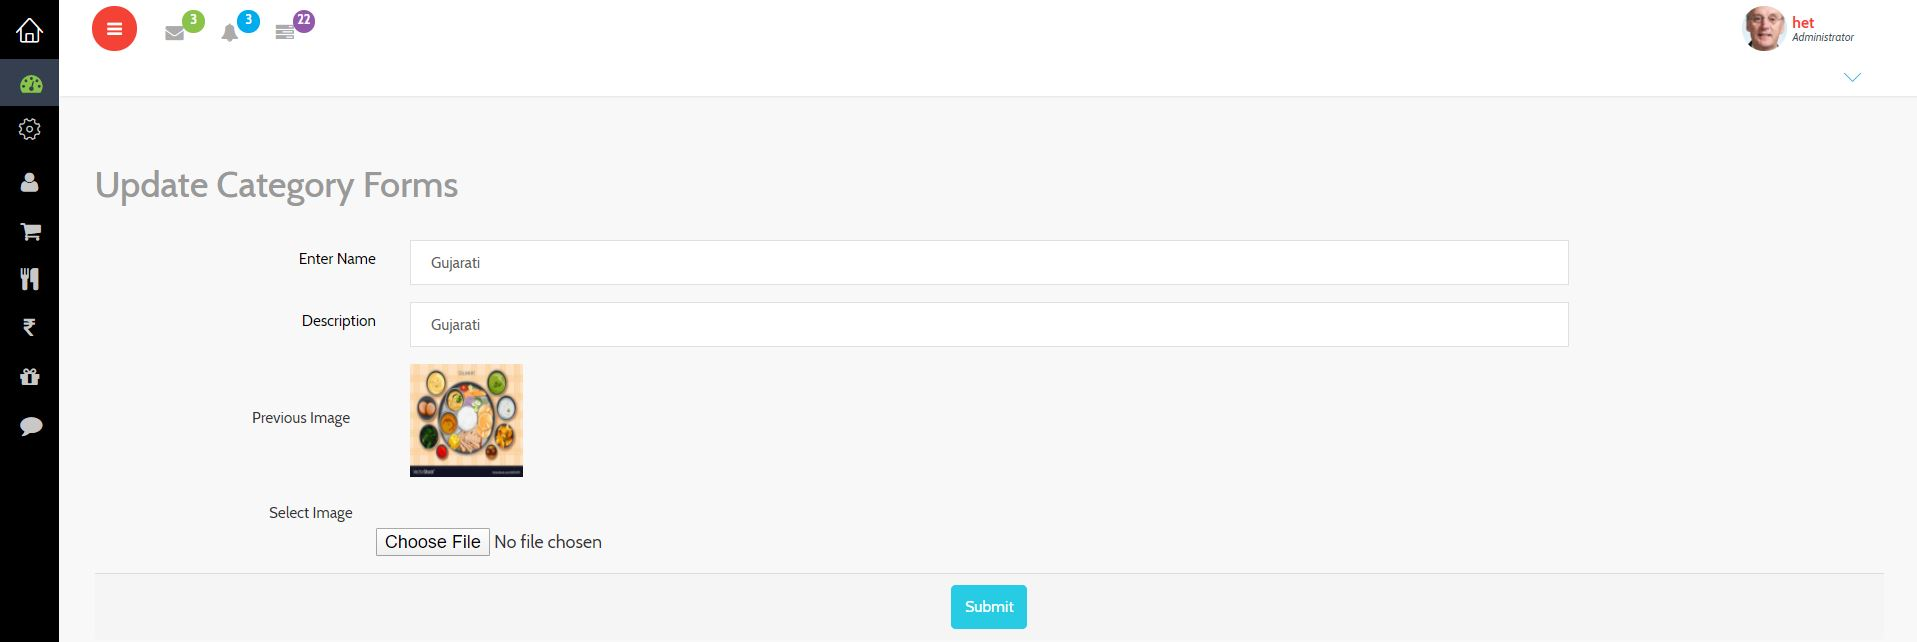 3
3
22
het
Administrator
Update Category Forms
Enter Name
Gujarati
Description
Gujarati
Previous Image
Select Image
Choose File No file chosen
Submit